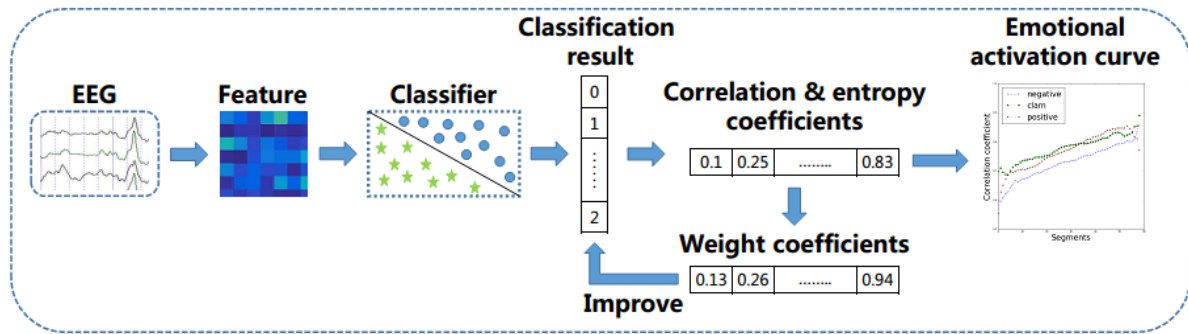 EEG
Feature
Classifier
Classification
result
0
1
2
Correlation & entropy
coefficients
0.1 0.25 ........ 0.83
Weight coefficients
0.13 0.26 ........ 0.94
Improve
Emotional
activation curve
negative
clam
positive
Correlation coefficient
Segments